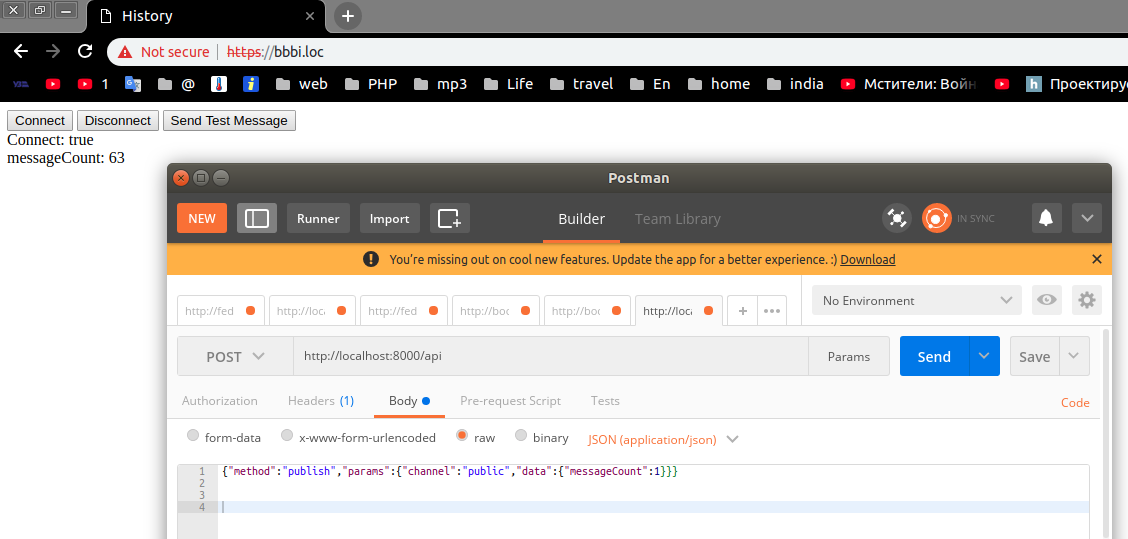 History
Not secure | https://bbbi.loc
1 @ web PHP mp3 Life travel En home india Мстители: Войн Проектирус
Connect Disconnect Send Test Message
Connect: true
messageCount: 63
Postman
NEW Runner Import Builder Team Library IN SYNC
You're missing out on cool new features. Update the app for a better experience. :) Download
http://fed http://loca http://fed http://boo http://boo http://loca + ••• No Environment
POST http://localhost:8000/api Params Send Save
Authorization Headers (1) Body Pre-request Script Tests Code
form-data x-www-form-urlencoded raw binary JSON (application/json)
1 {"method":"publish","params":{"channel":"public","data":{"messageCount":1}}}
2
3
4